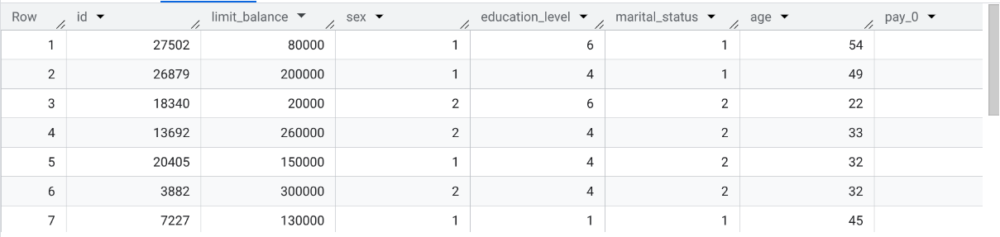 Row id limit_balance sex education_level marital_status age pay_0
1 27502 80000 1 6 1 54
2 26879 200000 1 4 1 49
3 18340 20000 2 6 2 22
4 13692 260000 2 4 2 33
5 20405 150000 1 4 2 32
6 3882 300000 2 4 2 32
7 7227 130000 1 1 1 45